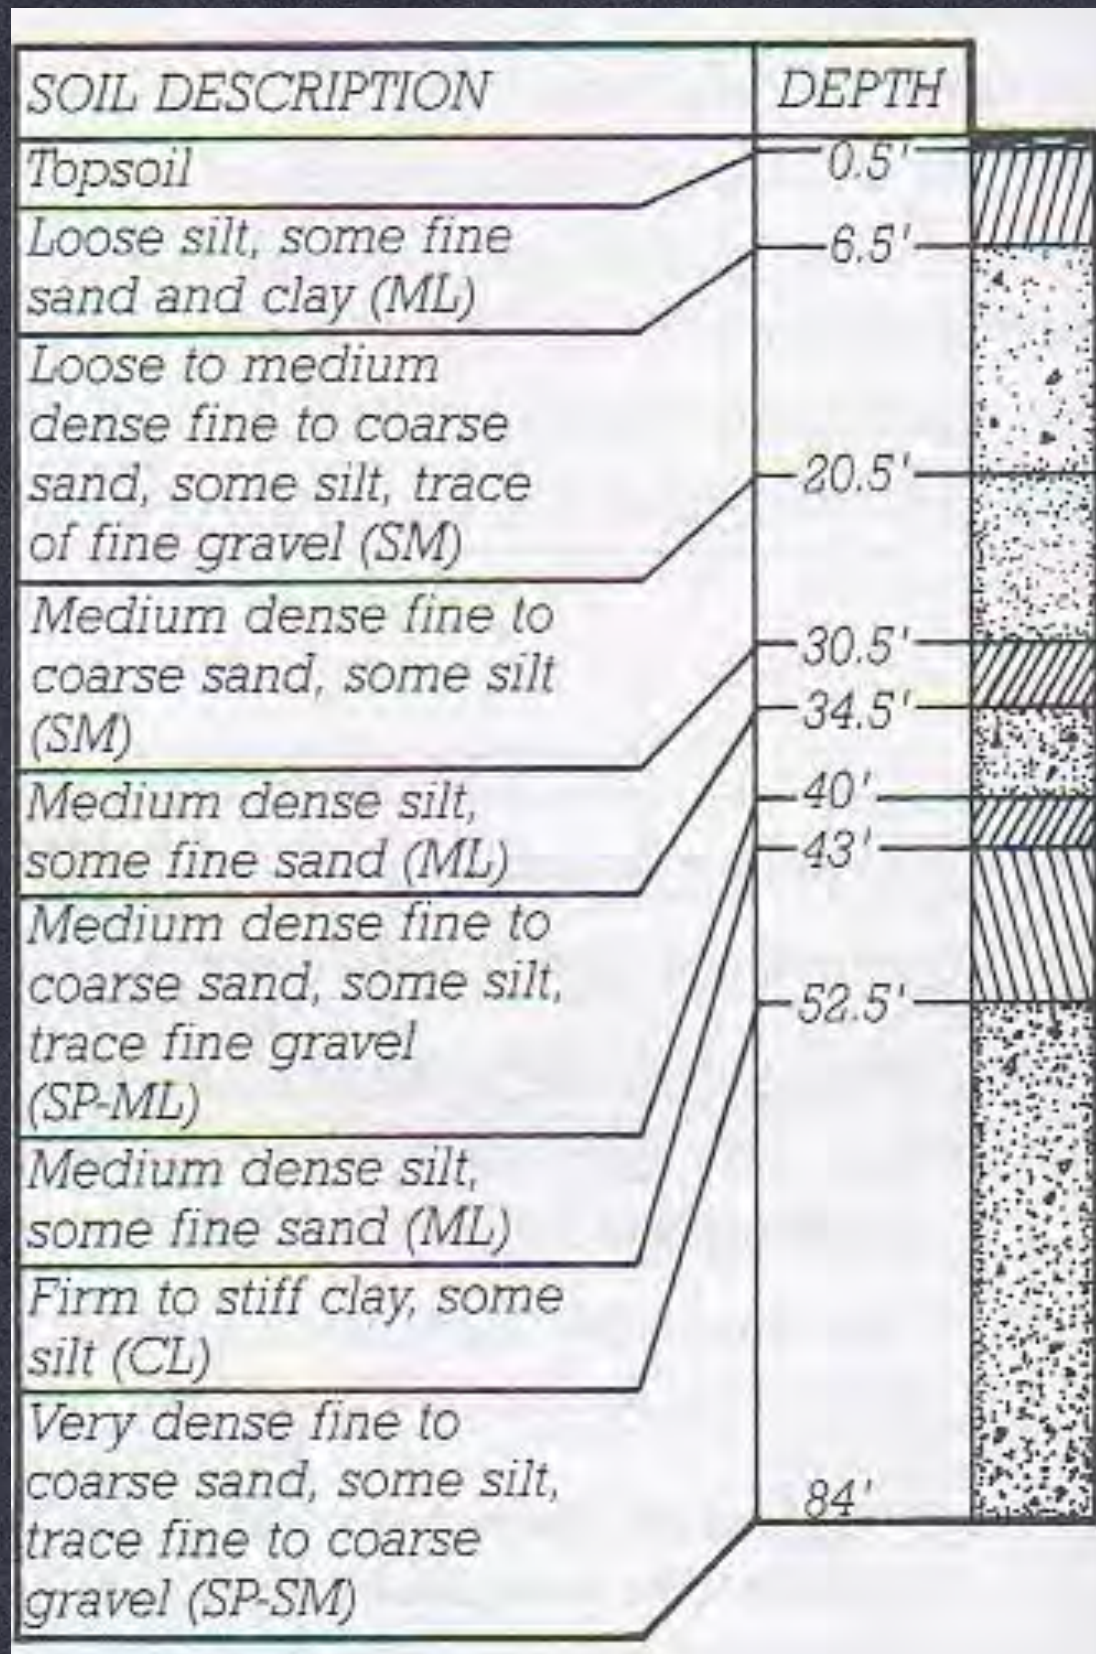 SOIL DESCRIPTION
DEPTH
Topsoil
0.5'
Loose silt, some fine
sand and clay (ML)
6.5'
Loose to medium
dense fine to coarse
sand, some silt, trace
of fine gravel (SM)
20.5'
Medium dense fine to
coarse sand, some silt
(SM)
30.5'
Medium dense silt,
some fine sand (ML)
34.5'
Medium dense fine to
coarse sand, some silt,
trace fine gravel
(SP-ML)
40'
Medium dense silt,
some fine sand (ML)
43'
Firm to stiff clay, some
silt (CL)
52.5'
Very dense fine to
coarse sand, some silt,
trace fine to coarse
gravel (SP-SM)
84'